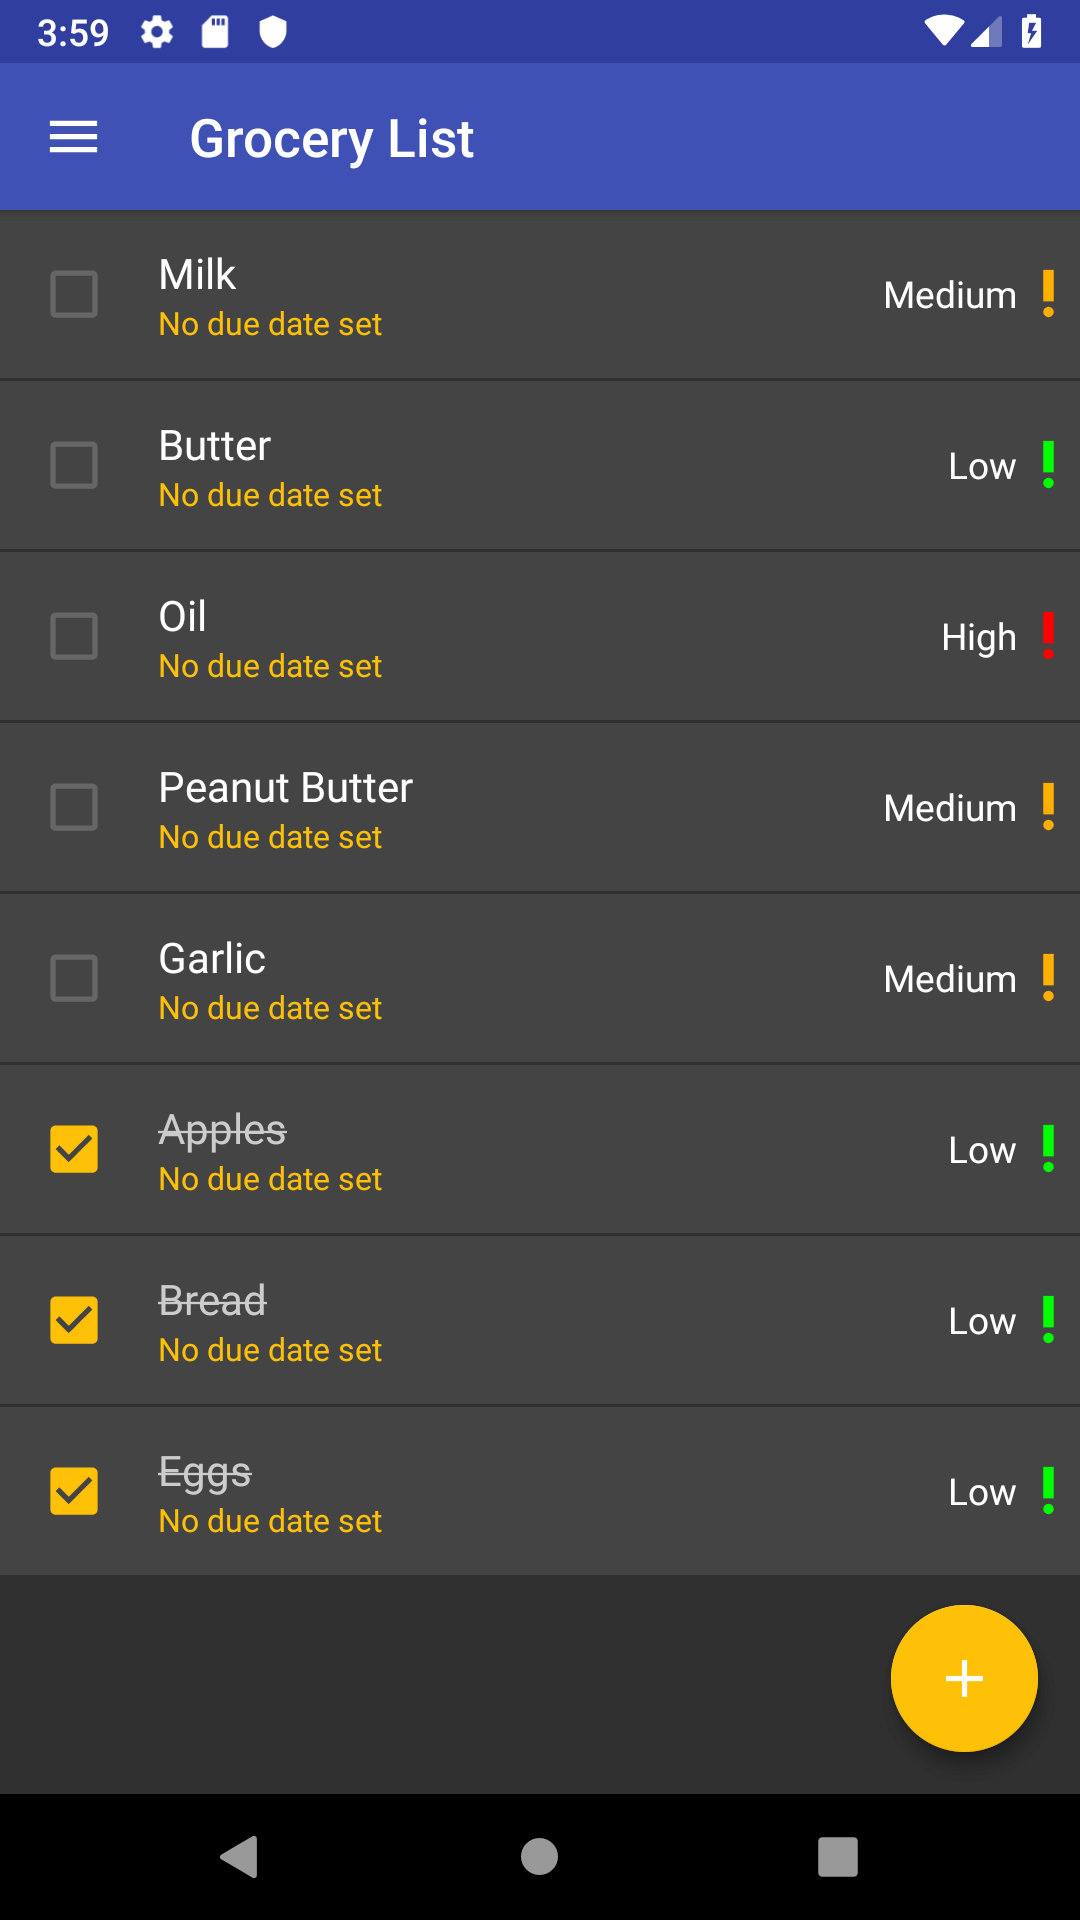 3:59
Grocery List
Milk
No due date set
Medium
Butter
No due date set
Low
Oil
No due date set
High
Peanut Butter
No due date set
Medium
Garlic
No due date set
Medium
Apples
No due date set
Low
Bread
No due date set
Low
Eggs
No due date set
Low